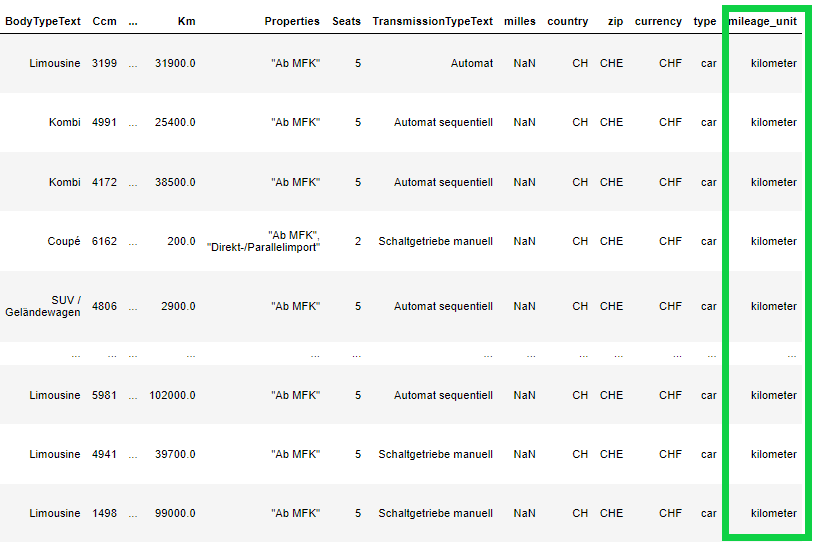 BodyTypeText Ccm ... Km Properties Seats TransmissionTypeText milles country zip currency type mileage_unit
Limousine 3199 ... 31900.0 "Ab MFK" 5 Automat NaN CH CHE CHF car kilometer
Kombi 4991 ... 25400.0 "Ab MFK" 5 Automat sequentiell NaN CH CHE CHF car kilometer
Kombi 4172 ... 38500.0 "Ab MFK" 5 Automat sequentiell NaN CH CHE CHF car kilometer
Coupé 6162 ... 200.0 "Ab MFK", "Direkt-/Parallelimport" 2 Schaltgetriebe manuell NaN CH CHE CHF car kilometer
SUV / Geländewagen 4806 ... 2900.0 "Ab MFK" 5 Automat sequentiell NaN CH CHE CHF car kilometer
... ... ... ... ... ... ... ... ... ... ... ... ...
Limousine 5981 ... 102000.0 "Ab MFK" 5 Automat sequentiell NaN CH CHE CHF car kilometer
Limousine 4941 ... 39700.0 "Ab MFK" 5 Schaltgetriebe manuell NaN CH CHE CHF car kilometer
Limousine 1498 ... 99000.0 "Ab MFK" 5 Schaltgetriebe manuell NaN CH CHE CHF car kilometer